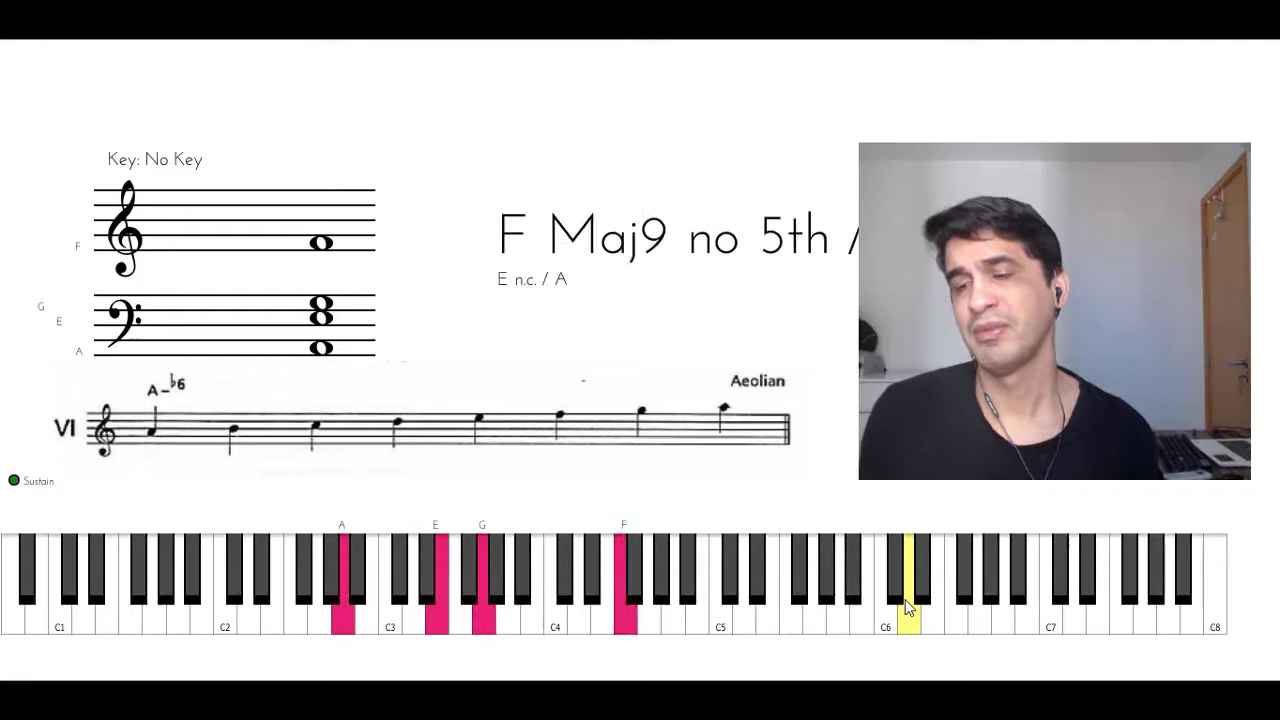 Key: No Key
F Maj9 no 5th /
E n.c. / A
F
G
E
A
A-♭6
Aeolian
VI
Sustain
A E G F
C1 C2 C3 C4 C5 C6 C7 C8